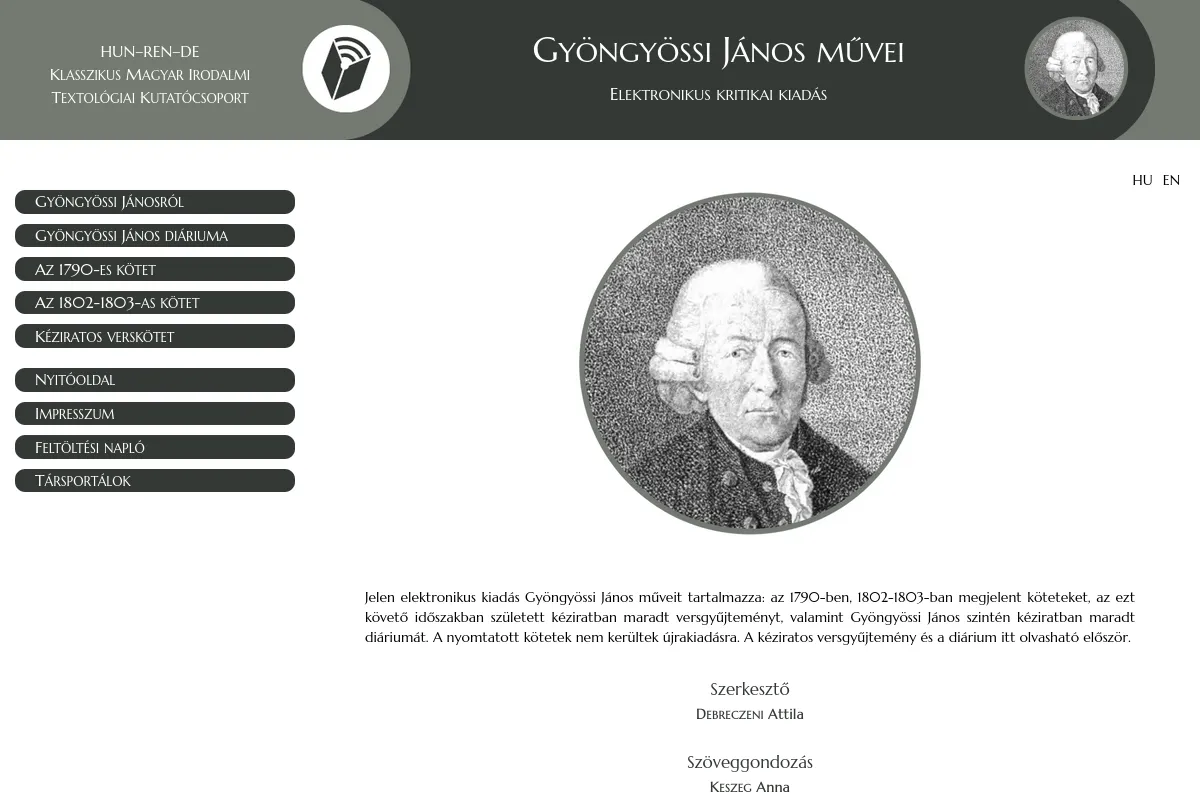 HUN–REN–DE
Klasszikus Magyar Irodalmi
Textológiai Kutatócsoport
Gyöngyössi János művei
Elektronikus kritikai kiadás
HU EN
Gyöngyössi Jánosról
Gyöngyössi János diáriuma
Az 1790-es kötet
Az 1802-1803-as kötet
Kéziratos verskötet
Nyitóoldal
Impresszum
Feltöltési napló
Társportálok
Jelen elektronikus kiadás Gyöngyössi János műveit tartalmazza: az 1790-ben, 1802-1803-ban megjelent köteteket, az ezt
követő időszakban született kéziratban maradt versgyűjteményt, valamint Gyöngyössi János szintén kéziratban maradt
diáriumát. A nyomtatott kötetek nem kerültek újrakiadásra. A kéziratos versgyűjtemény és a diárium itt olvasható először.
Szerkesztő
Debreczeni Attila
Szöveggondozás
Keszeg Anna